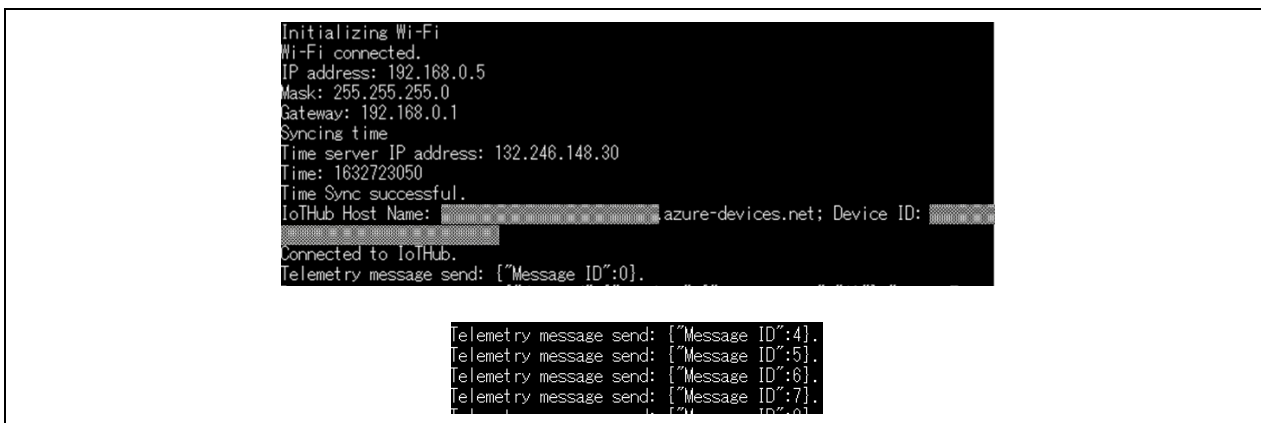 Initializing Wi-Fi
Wi-Fi connected.
IP address: 192.168.0.5
Mask: 255.255.255.0
Gateway: 192.168.0.1
Syncing time
Time server IP address: 132.246.148.30
Time: 1632723050
Time Sync successful.
IoTHub Host Name: .azure-devices.net; Device ID:
Connected to IoTHub.
Telemetry message send: {"Message ID":0}.
Telemetry message send: {"Message ID":4}.
Telemetry message send: {"Message ID":5}.
Telemetry message send: {"Message ID":6}.
Telemetry message send: {"Message ID":7}.